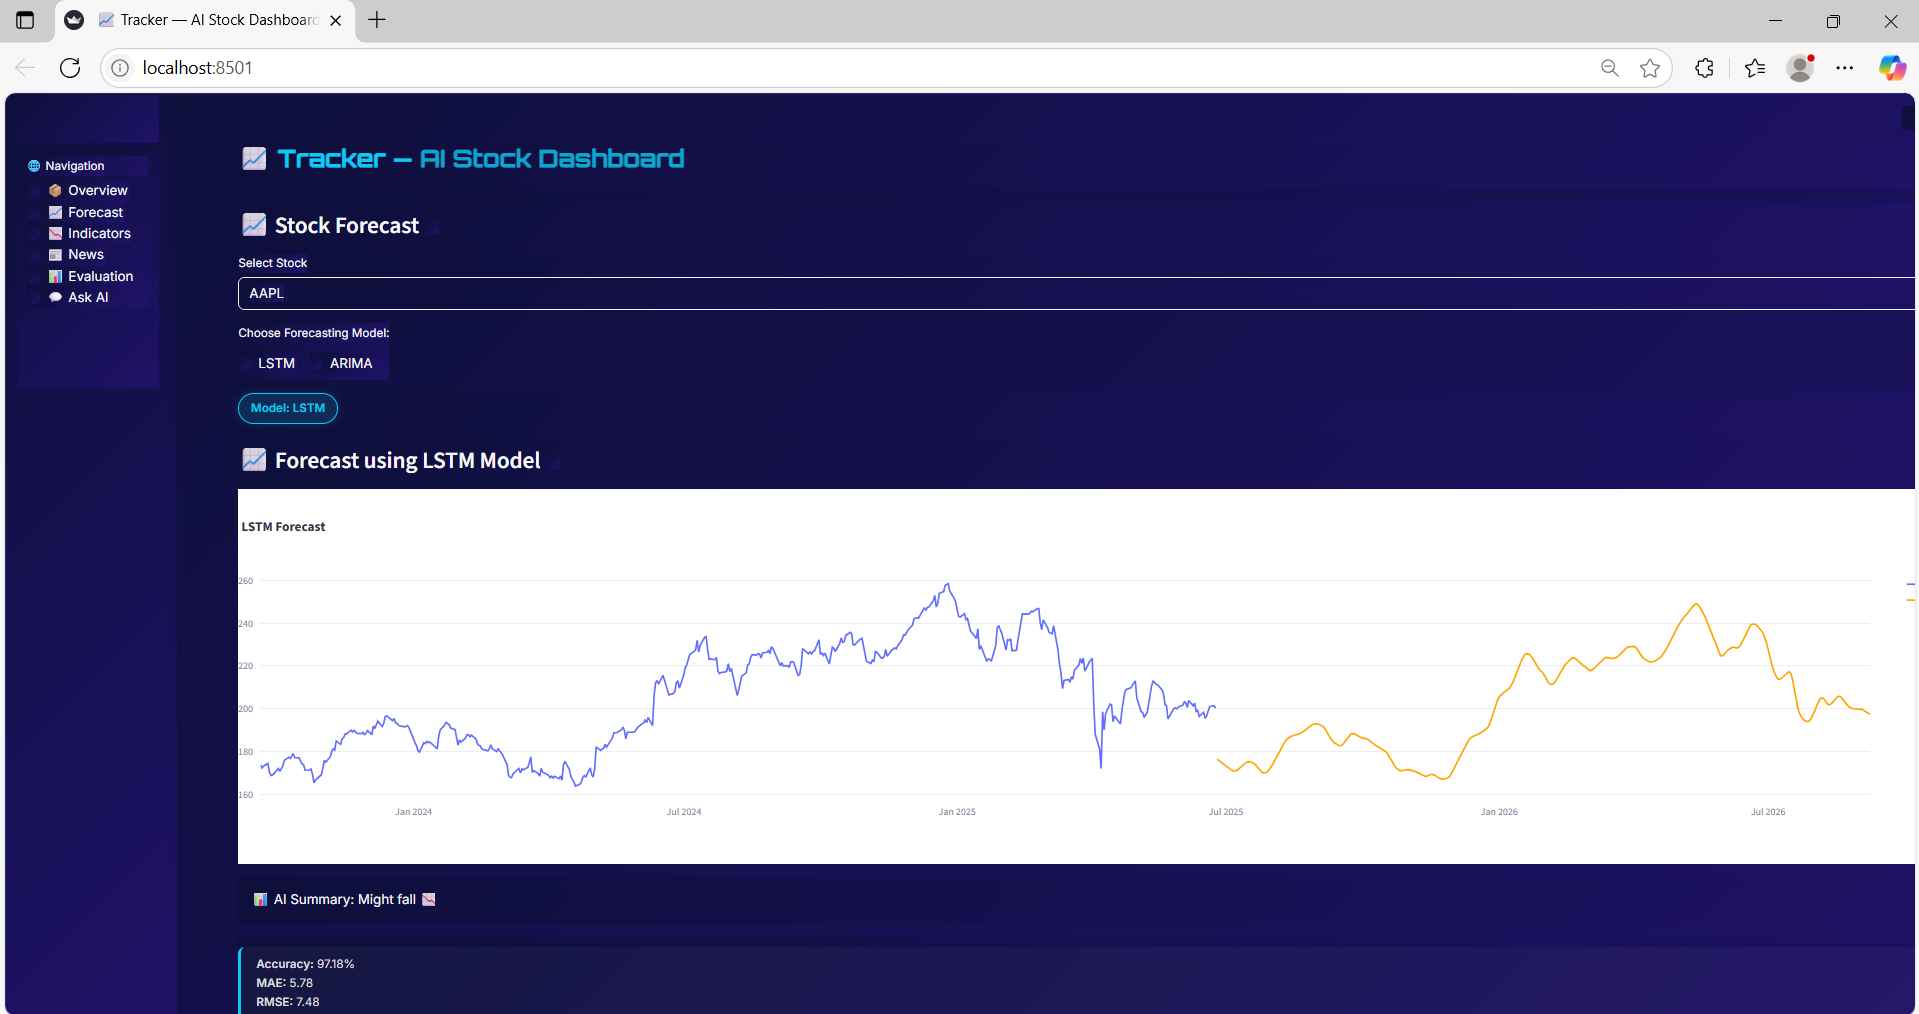 Tracker — AI Stock Dashboard
localhost:8501
Navigation
Overview
Forecast
Indicators
News
Evaluation
Ask AI
Tracker – AI Stock Dashboard
Stock Forecast
Select Stock
AAPL
Choose Forecasting Model:
LSTM ARIMA
Model: LSTM
Forecast using LSTM Model
LSTM Forecast
260
240
220
200
180
160
Jan 2024 Jul 2024 Jan 2025 Jul 2025 Jan 2026 Jul 2026
AI Summary: Might fall
Accuracy: 97.18%
MAE: 5.78
RMSE: 7.48